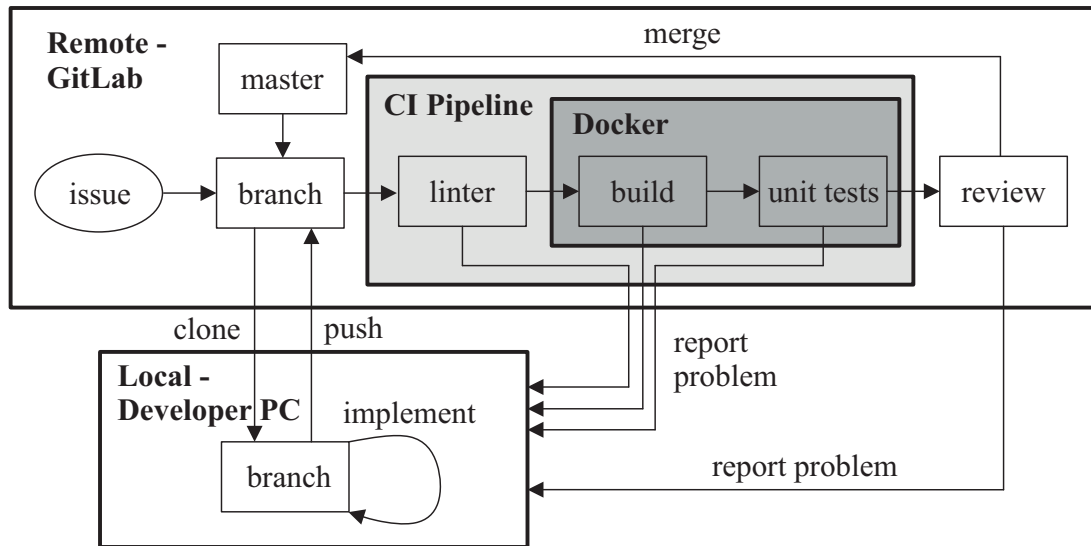 Remote -
GitLab
merge
master
CI Pipeline
Docker
issue
branch
linter
build
unit tests
review
clone
push
report
problem
Local -
Developer PC
implement
branch
report problem